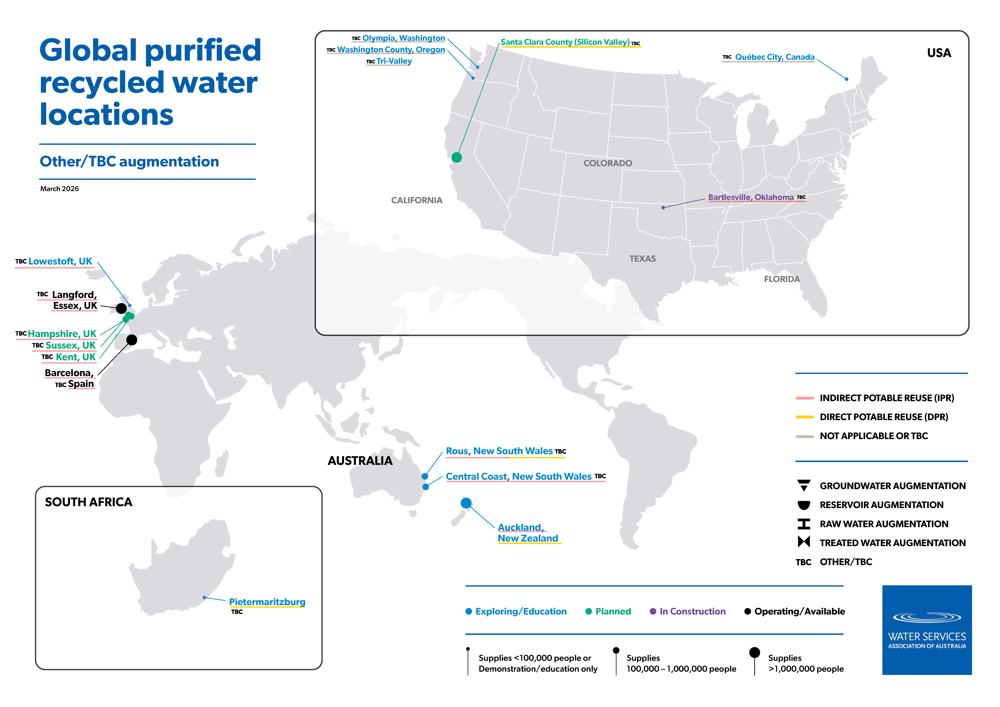 Global purified
recycled water
locations
Other/TBC augmentation
March 2026
USA
TBC Olympia, Washington
TBC Washington County, Oregon
TBC Tri-Valley
Santa Clara County (Silicon Valley) TBC
TBC Québec City, Canada
COLORADO
CALIFORNIA
Bartlesville, Oklahoma TBC
TEXAS
FLORIDA
TBC Lowestoft, UK
TBC Langford,
Essex, UK
TBC Hampshire, UK
TBC Sussex, UK
TBC Kent, UK
Barcelona,
TBC Spain
AUSTRALIA
Rous, New South Wales TBC
Central Coast, New South Wales TBC
Auckland,
New Zealand
SOUTH AFRICA
Pietermaritzburg
TBC
INDIRECT POTABLE REUSE (IPR)
DIRECT POTABLE REUSE (DPR)
NOT APPLICABLE OR TBC
GROUNDWATER AUGMENTATION
RESERVOIR AUGMENTATION
RAW WATER AUGMENTATION
TREATED WATER AUGMENTATION
TBC OTHER/TBC
Exploring/Education
Planned
In Construction
Operating/Available
Supplies <100,000 people or
Demonstration/education only
Supplies
100,000 – 1,000,000 people
Supplies
>1,000,000 people
WATER SERVICES
ASSOCIATION OF AUSTRALIA